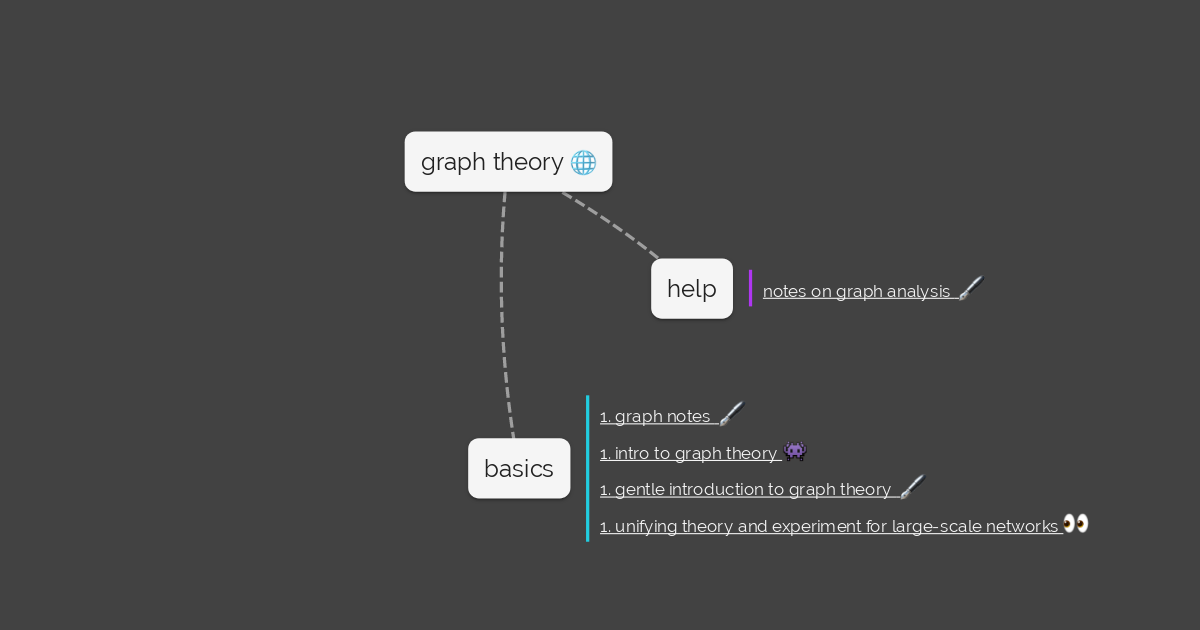 graph theory 🌐
help
notes on graph analysis 🖌️
1. graph notes 🖌️
1. intro to graph theory 👾
basics
1. gentle introduction to graph theory 🖌️
1. unifying theory and experiment for large-scale networks 👀